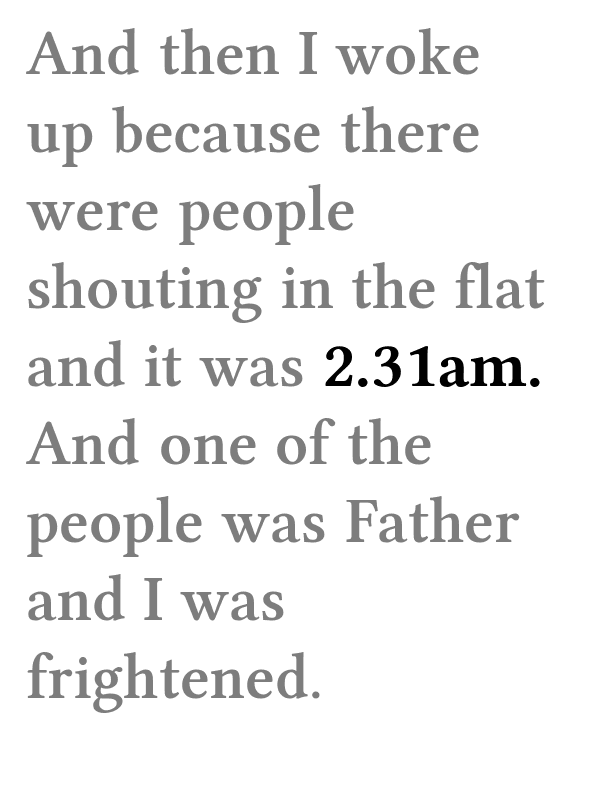 And then I woke
up because there
were people
shouting in the flat
and it was 2.31am.
And one of the
people was Father
and I was
frightened.